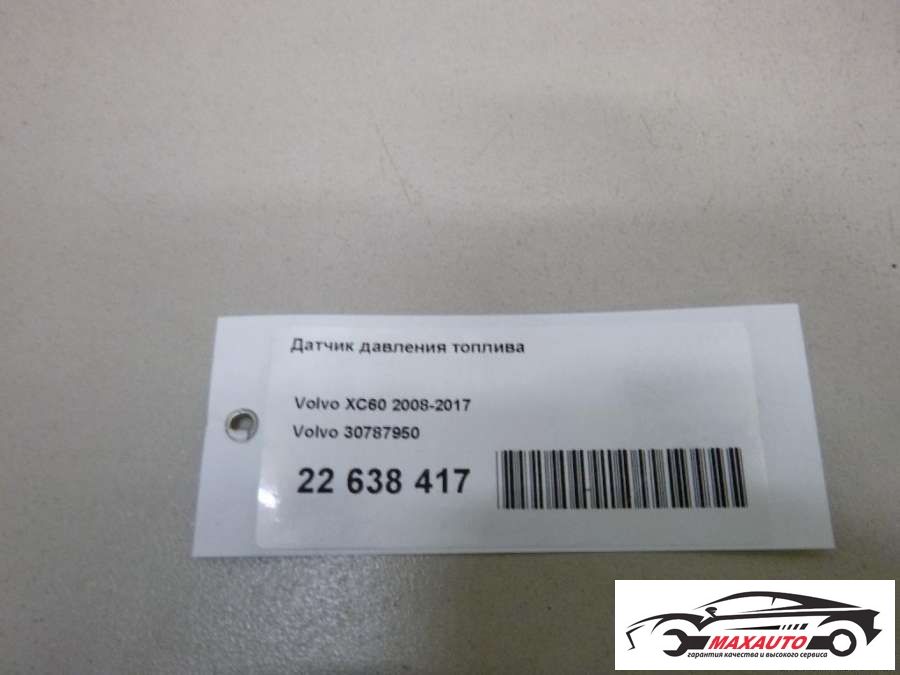 Датчик давления топлива
Volvo XC60 2008-2017
Volvo 30787950
22 638 417
MAXAUTO
гарантия качества и высокого сервиса